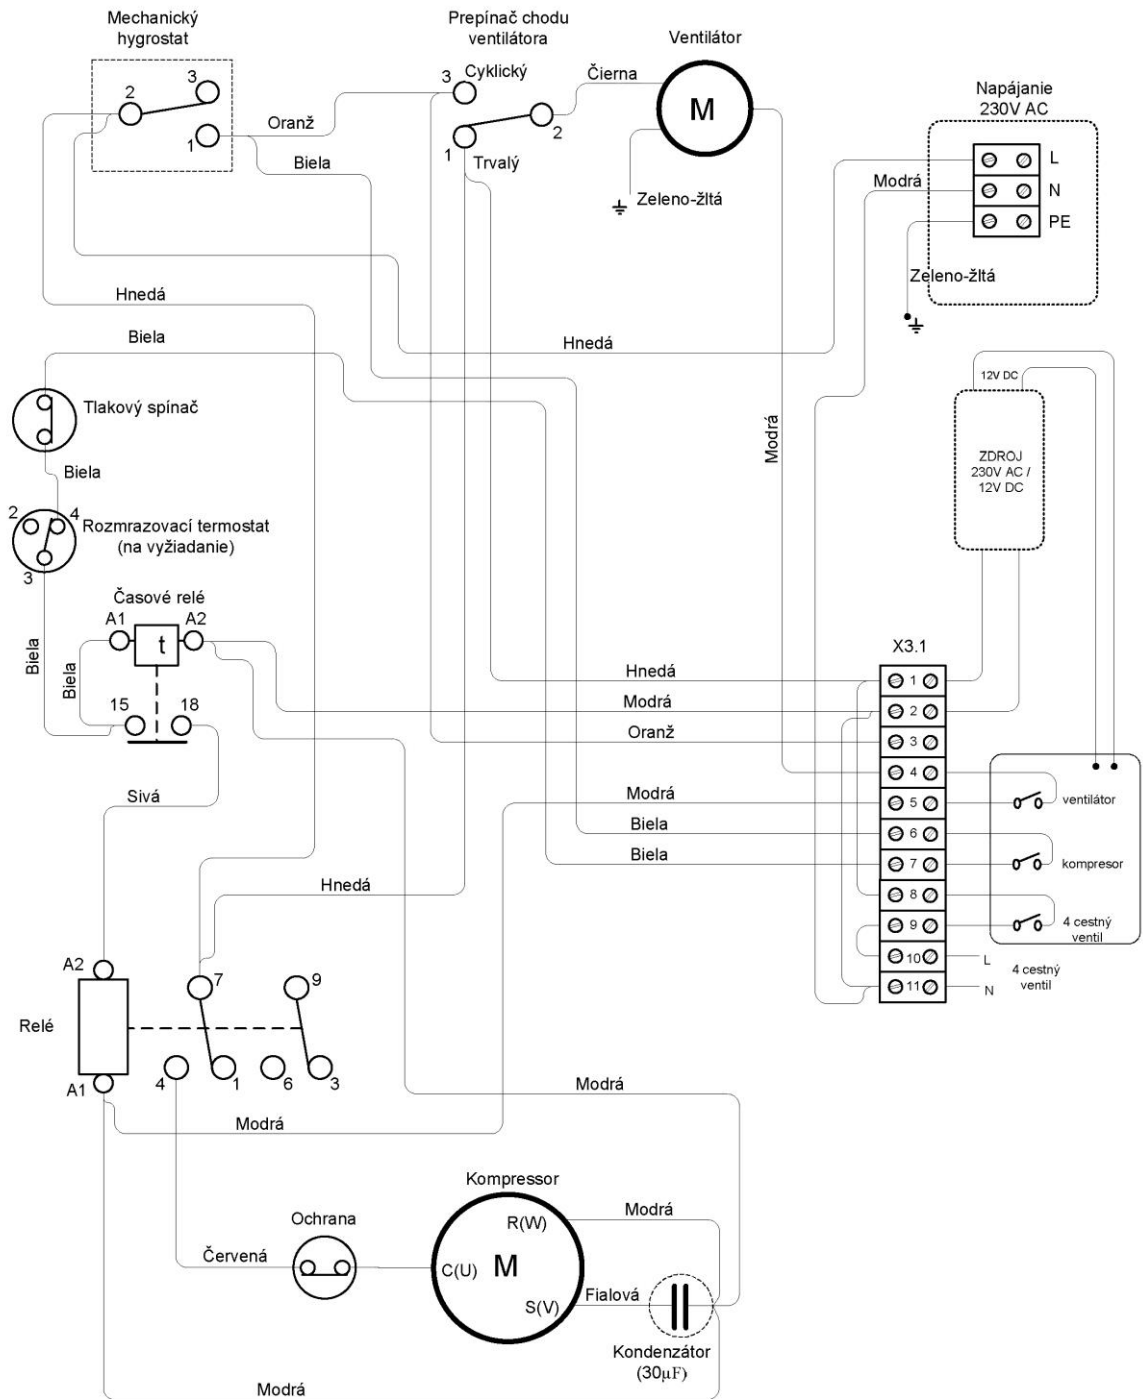 Mechanický
hygrostat
Prepínač chodu
ventilátora
Ventilátor
3
2
1
Oranž
Biela
3
Cyklický
2
1
Trvalý
Čierna
M
Zeleno-žltá
Napájanie
230V AC
L
N
PE
Modrá
Zeleno-žltá
Hnedá
Hnedá
Biela
Modrá
12V DC
ZDROJ
230V AC /
12V DC
Tlakový spínač
Biela
2
4
3
Rozmrazovací termostat
(na vyžiadanie)
Časové relé
A1
t
A2
Biela
Biela
15
18
Sivá
X3.1
Hnedá
1
Modrá
2
Oranž
3
4
Modrá
5
Biela
6
Biela
7
8
9
10
11
ventilátor
kompresor
4 cestný
ventil
L
N
4 cestný
ventil
Hnedá
A2
Relé
A1
7
9
4
1
6
3
Modrá
Modrá
Kompressor
R(W)
C(U)
M
S(V)
Modrá
Ochrana
Červená
Fialová
Kondenzátor
(30µF)
Modrá